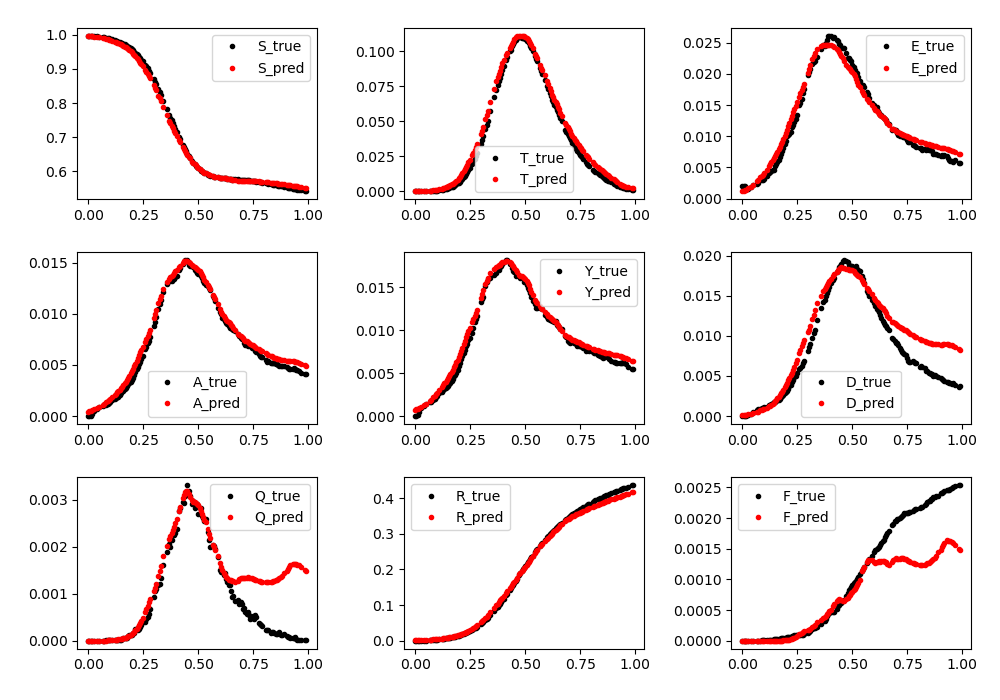 1.0
0.9
0.8
0.7
0.6
0.00 0.25 0.50 0.75 1.00
S_true
S_pred
0.100
0.075
0.050
0.025
0.000
0.00 0.25 0.50 0.75 1.00
T_true
T_pred
0.025
0.020
0.015
0.010
0.005
0.000
0.00 0.25 0.50 0.75 1.00
E_true
E_pred
0.015
0.010
0.005
0.000
0.00 0.25 0.50 0.75 1.00
A_true
A_pred
0.015
0.010
0.005
0.000
0.00 0.25 0.50 0.75 1.00
Y_true
Y_pred
0.020
0.015
0.010
0.005
0.000
0.00 0.25 0.50 0.75 1.00
D_true
D_pred
0.003
0.002
0.001
0.000
0.00 0.25 0.50 0.75 1.00
Q_true
Q_pred
0.4
0.3
0.2
0.1
0.0
0.00 0.25 0.50 0.75 1.00
R_true
R_pred
0.0025
0.0020
0.0015
0.0010
0.0005
0.0000
0.00 0.25 0.50 0.75 1.00
F_true
F_pred